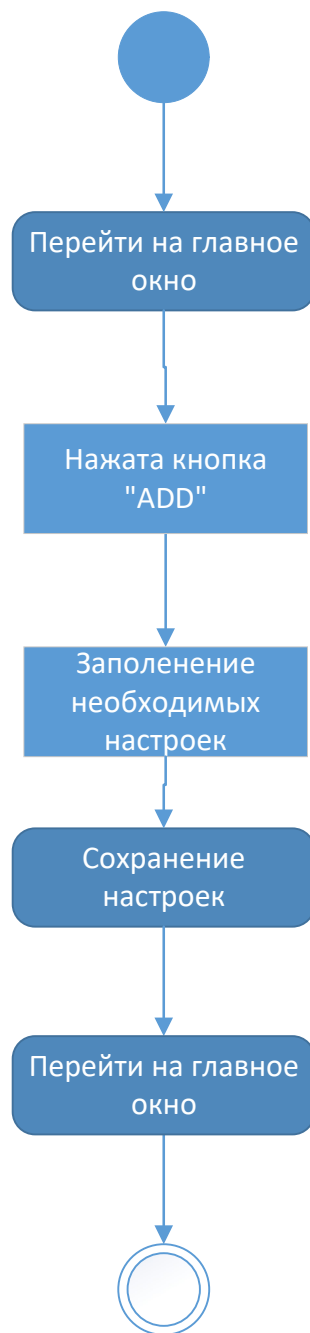 Перейти на главное
окно
Нажата кнопка
"ADD"
Заполенение
необходимых
настроек
Сохранение
настроек
Перейти на главное
окно